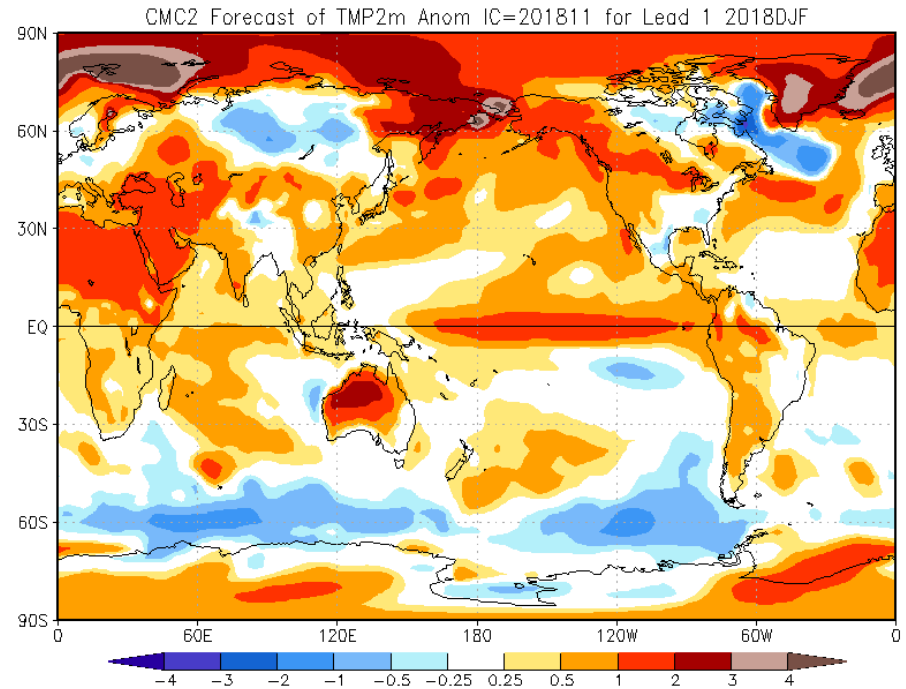 CMC2 Forecast of TMP2m Anom IC=201811 for Lead 1 2018DJF
90N
60N
30N
EQ
30S
60S
90S
0 60E 120E 180 120W 60W 0
-4 -3 -2 -1 -0.5 -0.25 0.25 0.5 1 2 3 4